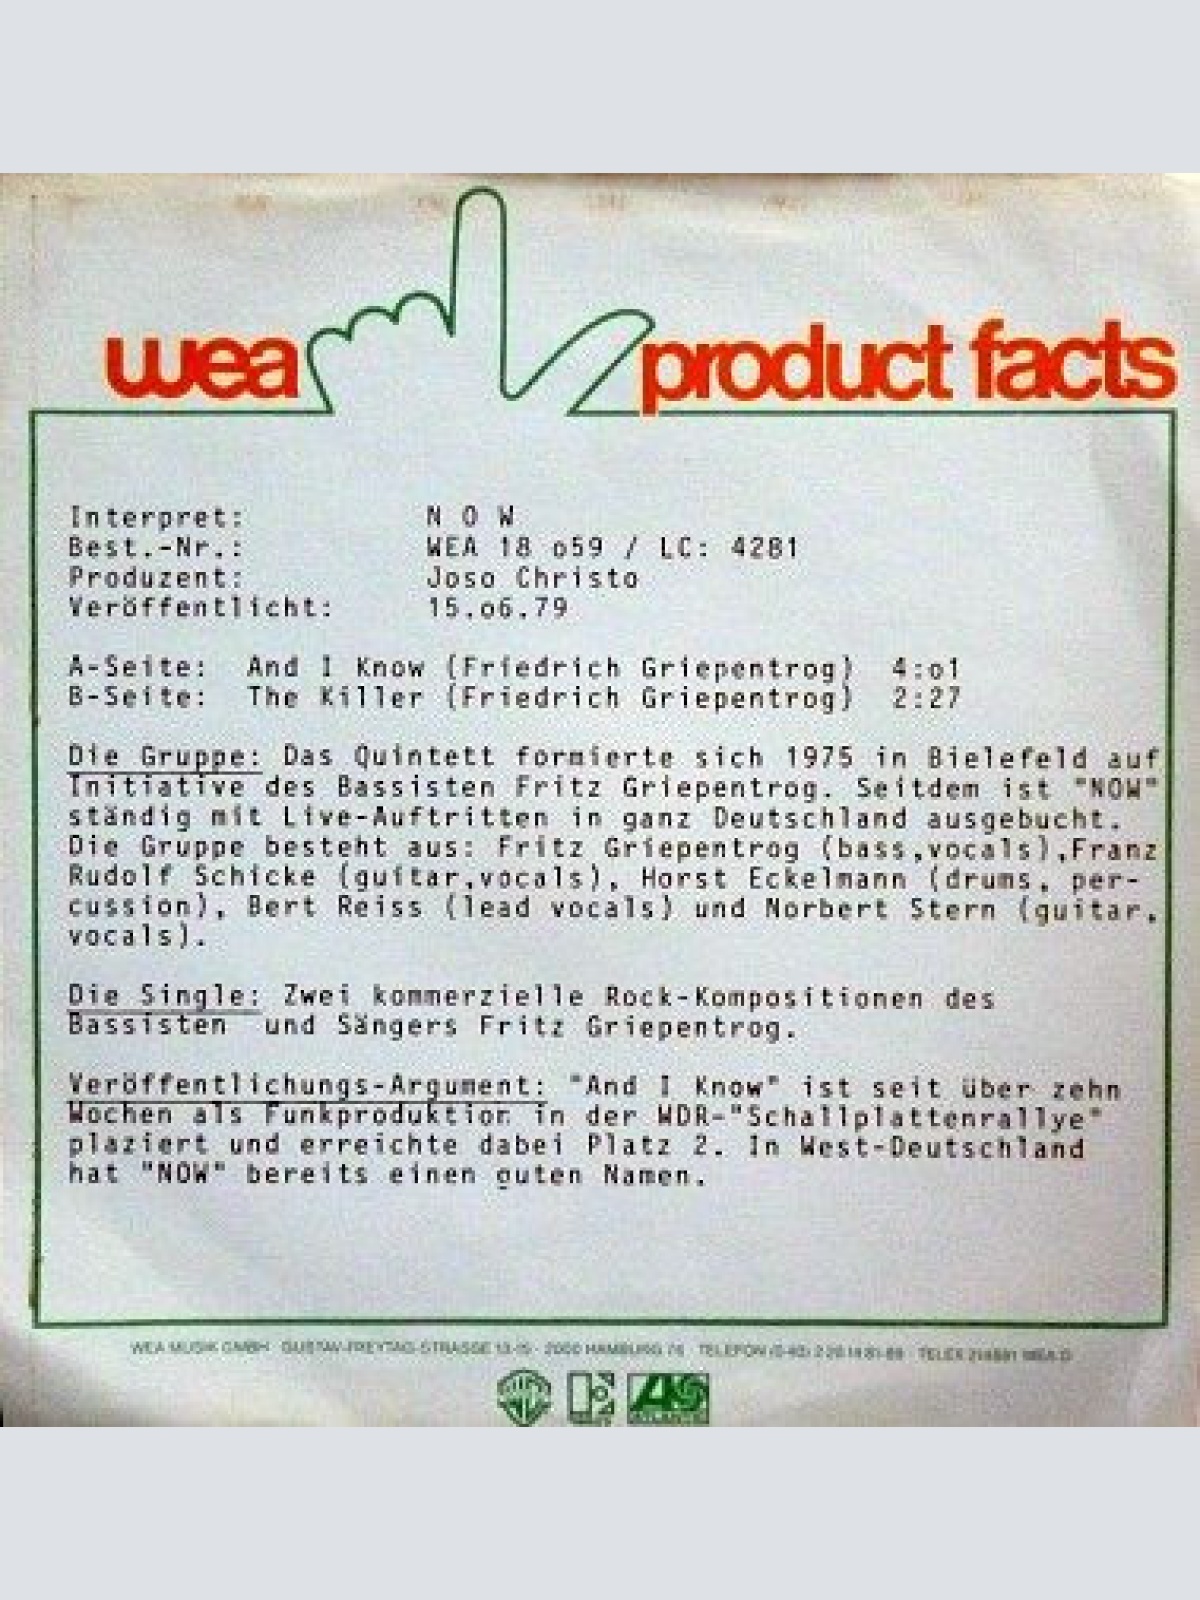 wea product facts
Interpret: N O W
Best.-Nr.: WEA 18 o59 / LC: 4281
Produzent: Joso Christo
Veröffentlicht: 15.o6.79
A-Seite: And I Know (Friedrich Griepentrog) 4:o1
B-Seite: The Killer (Friedrich Griepentrog) 2:27
Die Gruppe: Das Quintett formierte sich 1975 in Bielefeld auf
Initiative des Bassisten Fritz Griepentrog. Seitdem ist "NOW"
ständig mit Live-Auftritten in ganz Deutschland ausgebucht.
Die Gruppe besteht aus: Fritz Griepentrog (bass,vocals),Franz
Rudolf Schicke (guitar,vocals), Horst Eckelmann (drums, per-
cussion), Bert Reiss (lead vocals) und Norbert Stern (guitar,
vocals).
Die Single: Zwei kommerzielle Rock-Kompositionen des
Bassisten und Sängers Fritz Griepentrog.
Veröffentlichungs-Argument: "And I Know" ist seit über zehn
Wochen als Funkproduktion in der WDR-"Schallplattenrallye"
plaziert und erreichte dabei Platz 2. In West-Deutschland
hat "NOW" bereits einen guten Namen.
WEA MUSIK GMBH · GUSTAV-FREYTAG-STRASSE 13-15 · 2000 HAMBURG 76 · TELEFON TELEX WEA D
ATLANTIC